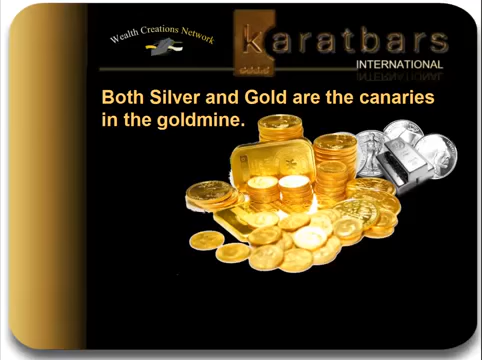 Wealth Creations Network
karatbars
INTERNATIONAL
Both Silver and Gold are the canaries
in the goldmine.